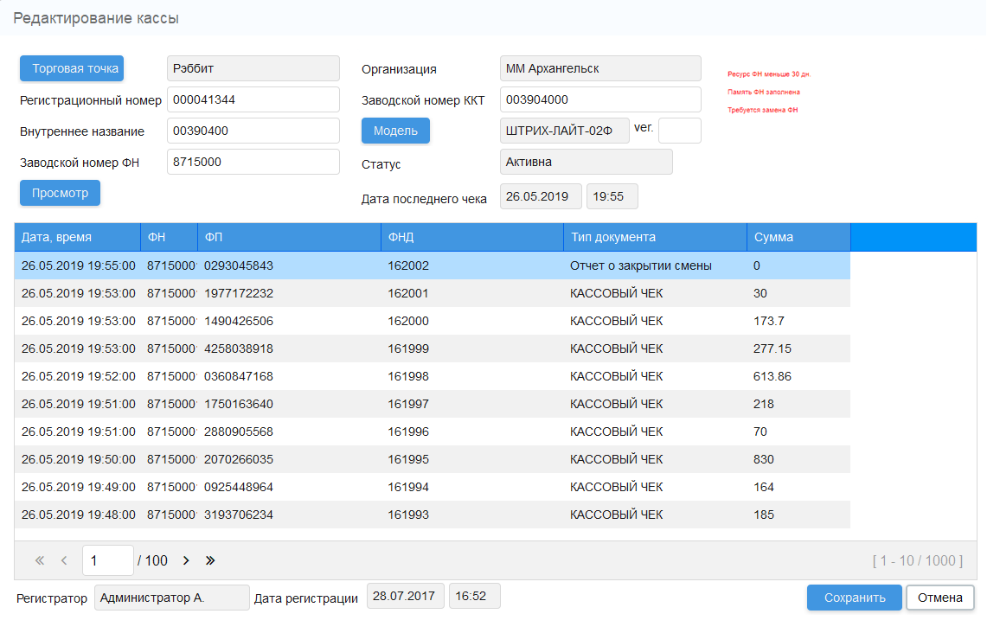 Редактирование кассы
Торговая точка Рэббит Организация ММ Архангельск
Ресурс ФН меньше 30 дн.
Регистрационный номер 000041344 Заводской номер ККТ 003904000
Память ФН заполнена
Требуется замена ФН
Внутреннее название 00390400 Модель ШТРИХ-ЛАЙТ-02Ф ver.
Заводской номер ФН 8715000 Статус Активна
Просмотр Дата последнего чека 26.05.2019 19:55
Дата, время ФН ФП ФНД Тип документа Сумма
26.05.2019 19:55:00 8715000 0293045843 162002 Отчет о закрытии смены 0
26.05.2019 19:53:00 8715000 1977172232 162001 КАССОВЫЙ ЧЕК 30
26.05.2019 19:53:00 8715000 1490426506 162000 КАССОВЫЙ ЧЕК 173.7
26.05.2019 19:53:00 8715000 4258038918 161999 КАССОВЫЙ ЧЕК 277.15
26.05.2019 19:52:00 8715000 0360847168 161998 КАССОВЫЙ ЧЕК 613.86
26.05.2019 19:51:00 8715000 1750163640 161997 КАССОВЫЙ ЧЕК 218
26.05.2019 19:51:00 8715000 2880905568 161996 КАССОВЫЙ ЧЕК 70
26.05.2019 19:50:00 8715000 2070266035 161995 КАССОВЫЙ ЧЕК 830
26.05.2019 19:49:00 8715000 0925448964 161994 КАССОВЫЙ ЧЕК 164
26.05.2019 19:48:00 8715000 3193706234 161993 КАССОВЫЙ ЧЕК 185
« ‹ 1 / 100 › » [ 1 - 10 / 1000 ]
Регистратор Администратор А. Дата регистрации 28.07.2017 16:52 Сохранить Отмена